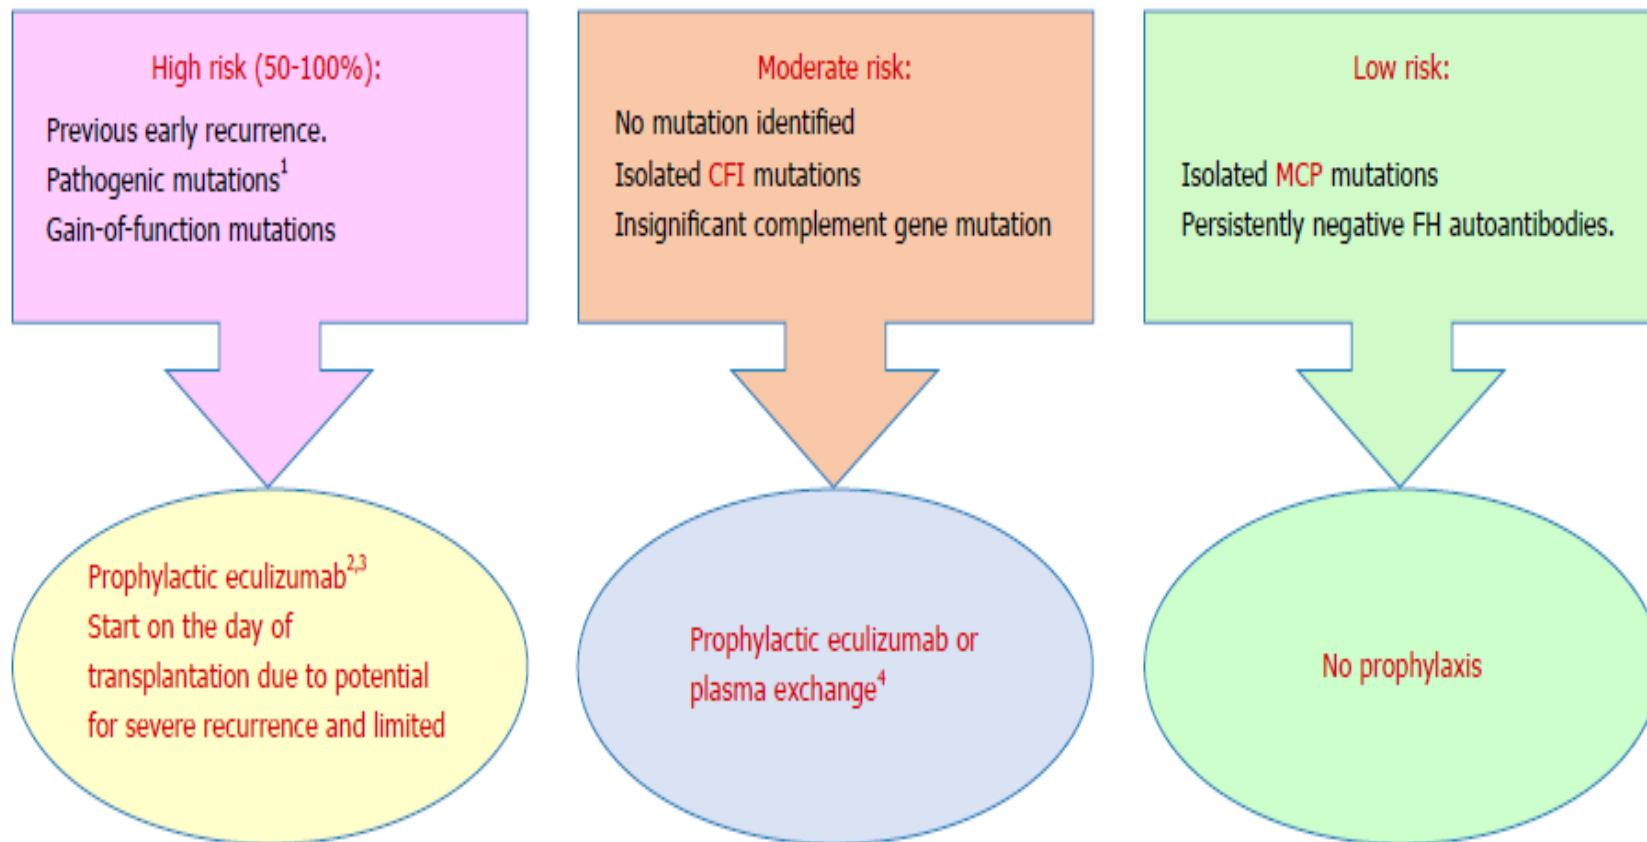 High risk (50-100%):
Previous early recurrence.
Pathogenic mutations¹
Gain-of-function mutations
Moderate risk:
No mutation identified
Isolated CFI mutations
Insignificant complement gene mutation
Low risk:
Isolated MCP mutations
Persistently negative FH autoantibodies.
Prophylactic eculizumab²,³
Start on the day of
transplantation due to potential
for severe recurrence and limited
Prophylactic eculizumab or
plasma exchange⁴
No prophylaxis